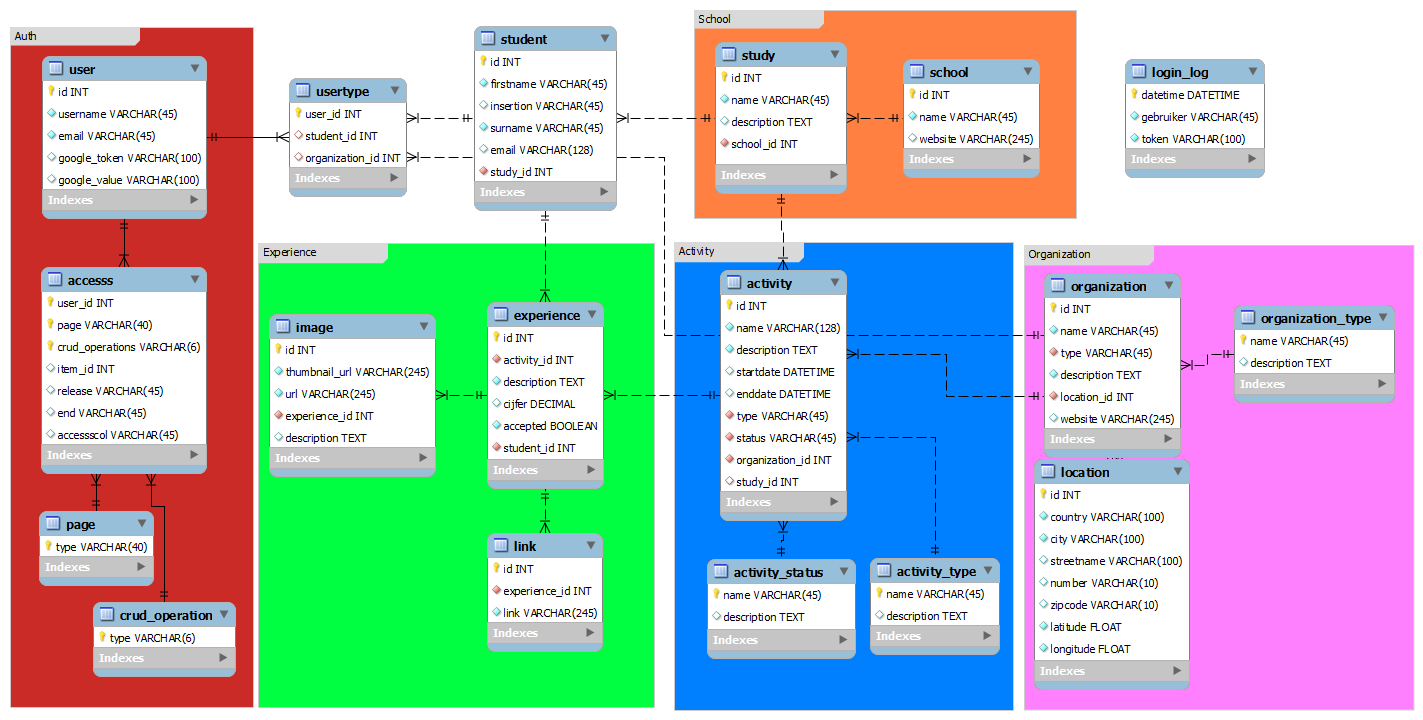 Auth
user
id INT
username VARCHAR(45)
email VARCHAR(45)
google_token VARCHAR(100)
google_value VARCHAR(100)
Indexes
accesss
user_id INT
page VARCHAR(40)
crud_operations VARCHAR(6)
item_id INT
release VARCHAR(45)
end VARCHAR(45)
accessscol VARCHAR(45)
Indexes
page
type VARCHAR(40)
Indexes
crud_operation
type VARCHAR(6)
Indexes
usertype
user_id INT
student_id INT
organization_id INT
Indexes
student
id INT
firstname VARCHAR(45)
insertion VARCHAR(45)
surname VARCHAR(45)
email VARCHAR(128)
study_id INT
Indexes
School
study
id INT
name VARCHAR(45)
description TEXT
school_id INT
Indexes
school
id INT
name VARCHAR(45)
website VARCHAR(245)
Indexes
login_log
datetime DATETIME
gebruiker VARCHAR(45)
token VARCHAR(100)
Indexes
Experience
image
id INT
thumbnail_url VARCHAR(245)
url VARCHAR(245)
experience_id INT
description TEXT
Indexes
experience
id INT
activity_id INT
description TEXT
cijfer DECIMAL
accepted BOOLEAN
student_id INT
Indexes
link
id INT
experience_id INT
link VARCHAR(245)
Indexes
Activity
activity
id INT
name VARCHAR(128)
description TEXT
startdate DATETIME
enddate DATETIME
type VARCHAR(45)
status VARCHAR(45)
organization_id INT
study_id INT
Indexes
activity_status
name VARCHAR(45)
description TEXT
Indexes
activity_type
name VARCHAR(45)
description TEXT
Indexes
Organization
organization
id INT
name VARCHAR(45)
type VARCHAR(45)
description TEXT
location_id INT
website VARCHAR(245)
Indexes
organization_type
name VARCHAR(45)
description TEXT
Indexes
location
id INT
country VARCHAR(100)
city VARCHAR(100)
streetname VARCHAR(100)
number VARCHAR(10)
zipcode VARCHAR(10)
latitude FLOAT
longitude FLOAT
Indexes